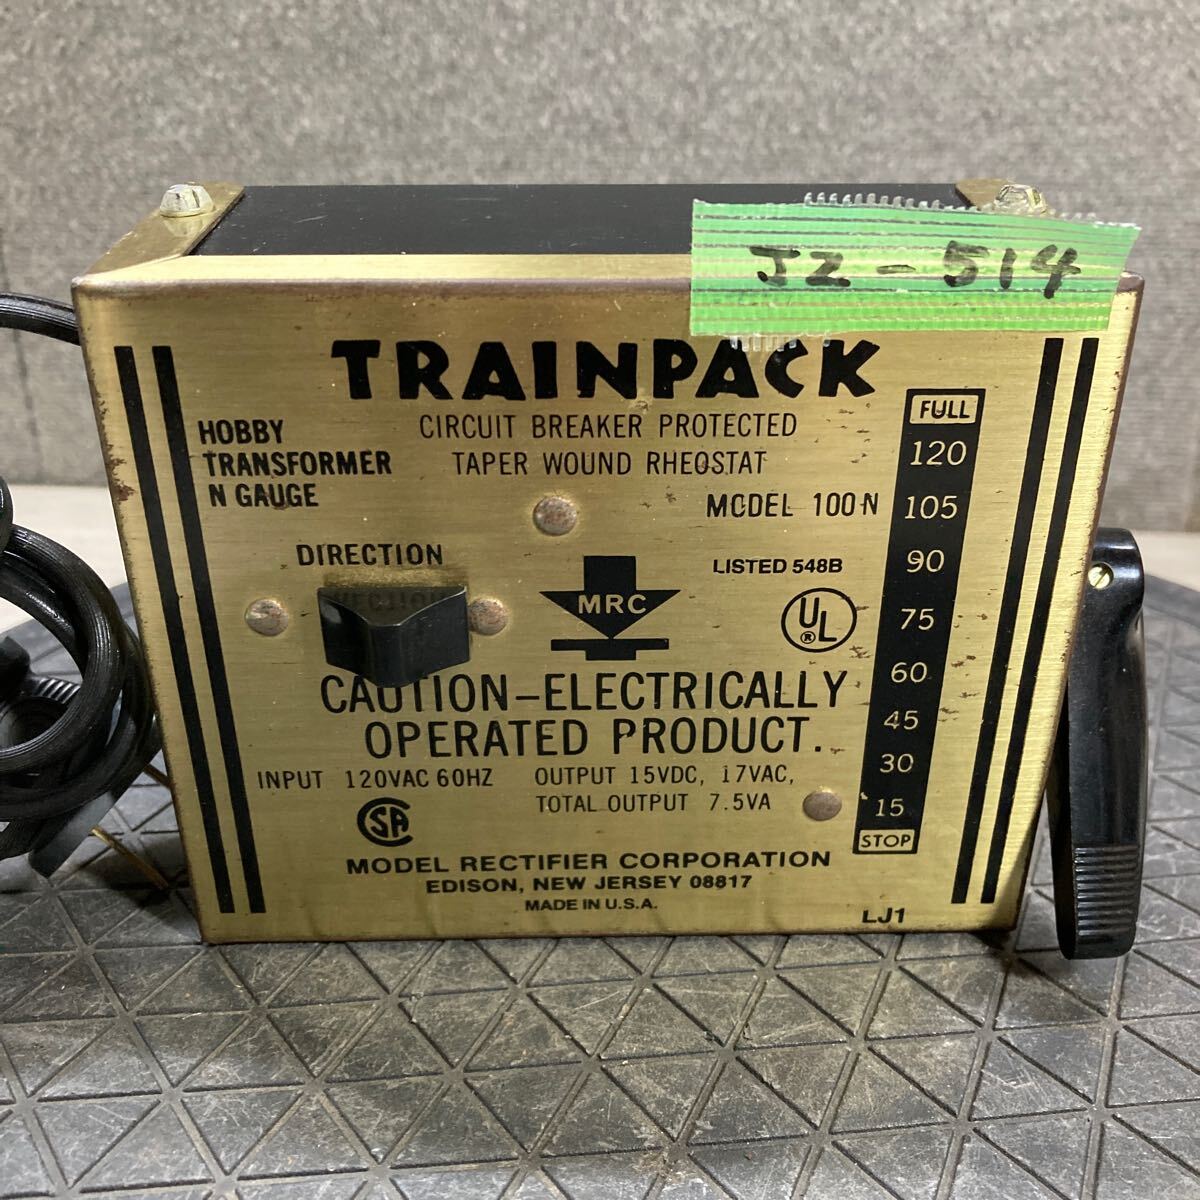 JZ-514
TRAINPACK
CIRCUIT BREAKER PROTECTED
TAPER WOUND RHEOSTAT
HOBBY
TRANSFORMER
N GAUGE
MODEL 100N
DIRECTION
LISTED 548B
MRC
UL
®
CAUTION-ELECTRICALLY
OPERATED PRODUCT.
INPUT 120VAC 60HZ
OUTPUT 15VDC, 17VAC,
TOTAL OUTPUT 7.5VA
SA
MODEL RECTIFIER CORPORATION
EDISON, NEW JERSEY 08817
MADE IN U.S.A.
FULL
120
105
90
75
60
45
30
15
STOP
LJ1